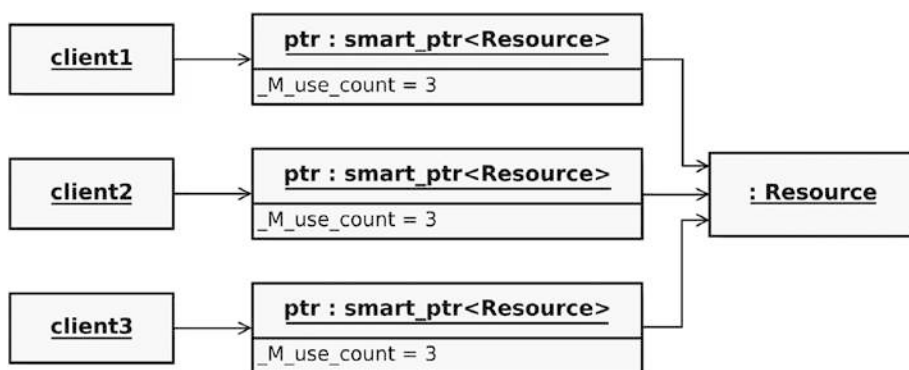 client1
ptr : smart_ptr<Resource>
_M_use_count = 3
client2
ptr : smart_ptr<Resource>
_M_use_count = 3
: Resource
client3
ptr : smart_ptr<Resource>
_M_use_count = 3